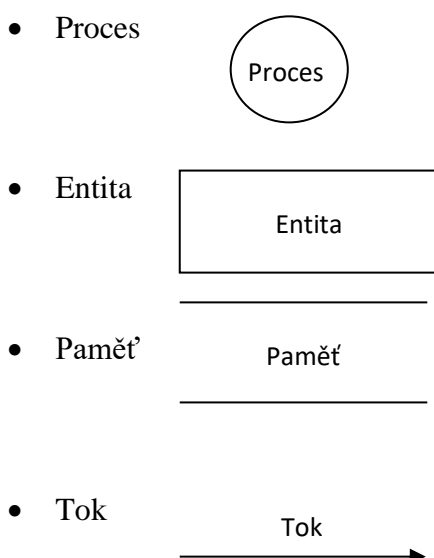 • Proces
Proces
• Entita
Entita
• Paměť
Paměť
• Tok
Tok